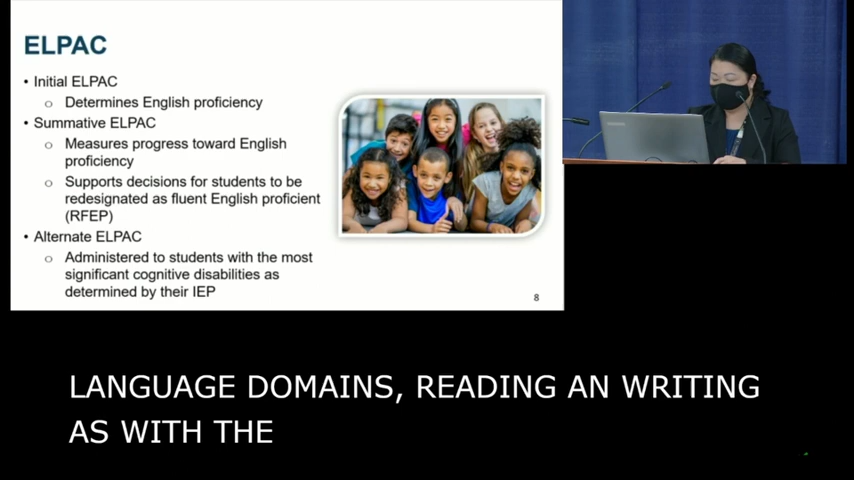 ELPAC
• Initial ELPAC
o Determines English proficiency
• Summative ELPAC
o Measures progress toward English
proficiency
o Supports decisions for students to be
redesignated as fluent English proficient
(RFEP)
• Alternate ELPAC
o Administered to students with the most
significant cognitive disabilities as
determined by their IEP
8
LANGUAGE DOMAINS, READING AN WRITING
AS WITH THE